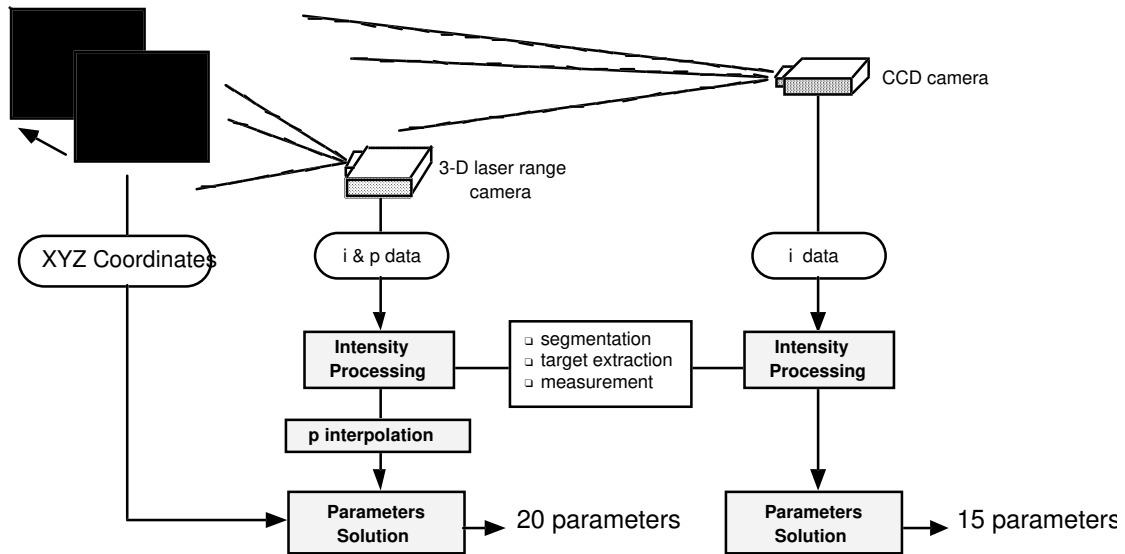 CCD camera
3-D laser range
camera
XYZ Coordinates
i & p data
i data
Intensity
Processing
segmentation
target extraction
measurement
Intensity
Processing
p interpolation
Parameters
Solution
20 parameters
Parameters
Solution
15 parameters